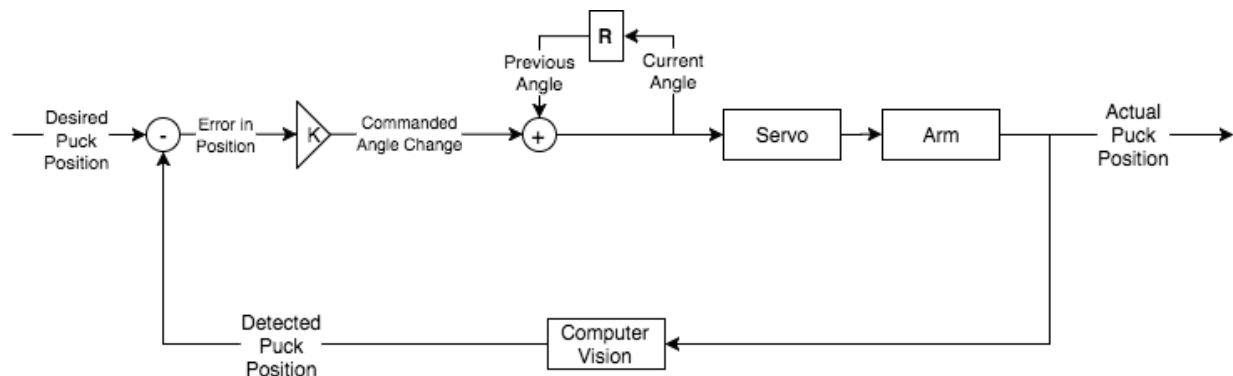 R
Previous
Angle
Current
Angle
Desired
Puck
Position
-
Error in
Position
K
Commanded
Angle Change
+
Servo
Arm
Actual
Puck
Position
Detected
Puck
Position
Computer
Vision